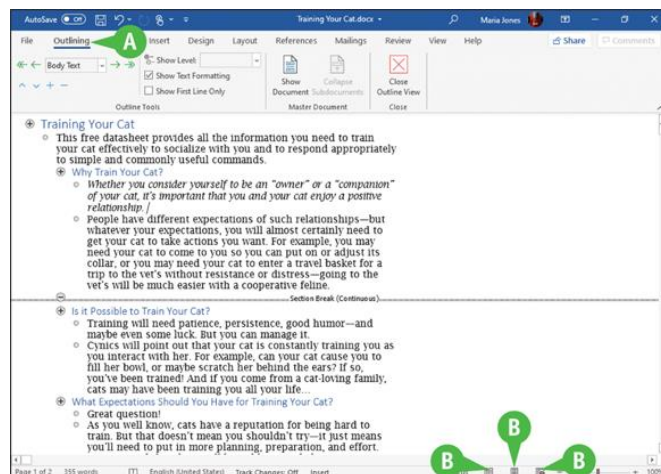 AutoSave Off Training Your Cat.docx Maria Jones
File Outlining Insert Design Layout References Mailings Review View Help Share Comments
A
Body Text Show Level:
Show Text Formatting
Show First Line Only
Show Document
Collapse Subdocuments
Close Outline View
Outline Tools Master Document Close
Training Your Cat
This free datasheet provides all the information you need to train
your cat effectively to socialize with you and to respond appropriately
to simple and commonly useful commands.
Why Train Your Cat?
Whether you consider yourself to be an "owner" or a "companion"
of your cat, it's important that you and your cat enjoy a positive
relationship.
People have different expectations of such relationships—but
whatever your expectations, you will almost certainly need to
get your cat to take actions you want. For example, you may
need your cat to come to you so you can put on or adjust its
collar, or you may need your cat to enter a travel basket for a
trip to the vet's without resistance or distress—going to the
vet's will be much easier with a cooperative feline.
Section Break (Continuous)
Is it Possible to Train Your Cat?
Training will need patience, persistence, good humor—and
maybe even some luck. But you can manage it.
Cynics will point out that your cat is constantly training you as
you interact with her. For example, can your cat cause you to
fill her bowl, or maybe scratch her behind the ears? If so,
you've been trained! And if you come from a cat-loving family,
cats may have been training you all your life...
What Expectations Should You Have for Training Your Cat?
Great question!
As you well know, cats have a reputation for being hard to
train. But that doesn't mean you shouldn't try—it just means
you'll need to put in more planning, preparation, and effort.
B B B
Page 1 of 2 355 words English (United States) Track Changes: Off Insert 100%